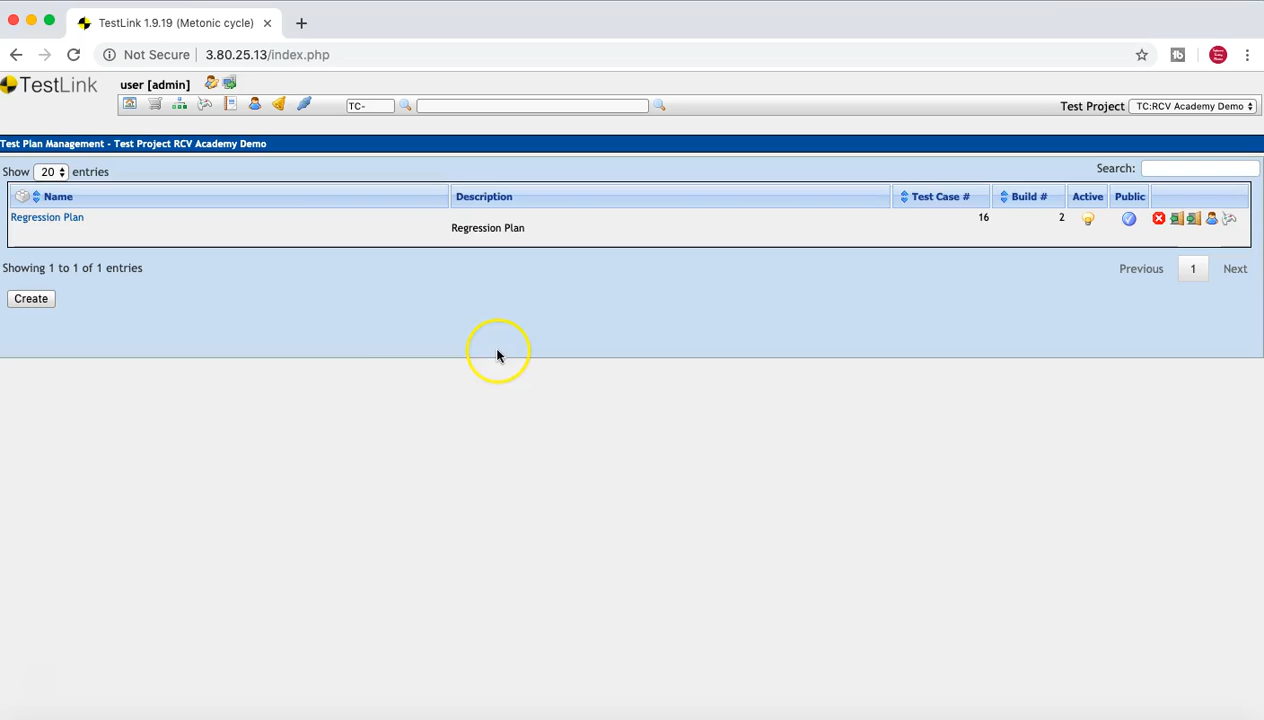 TestLink 1.9.19 (Metonic cycle)
Not Secure 3.80.25.13/index.php
TestLink
user [admin]
TC-
Test Project TC:RCV Academy Demo
Test Plan Management - Test Project RCV Academy Demo
Show 20 entries
Search:
Name Description Test Case # Build # Active Public
Regression Plan 16 2
Regression Plan
Showing 1 to 1 of 1 entries
Previous 1 Next
Create